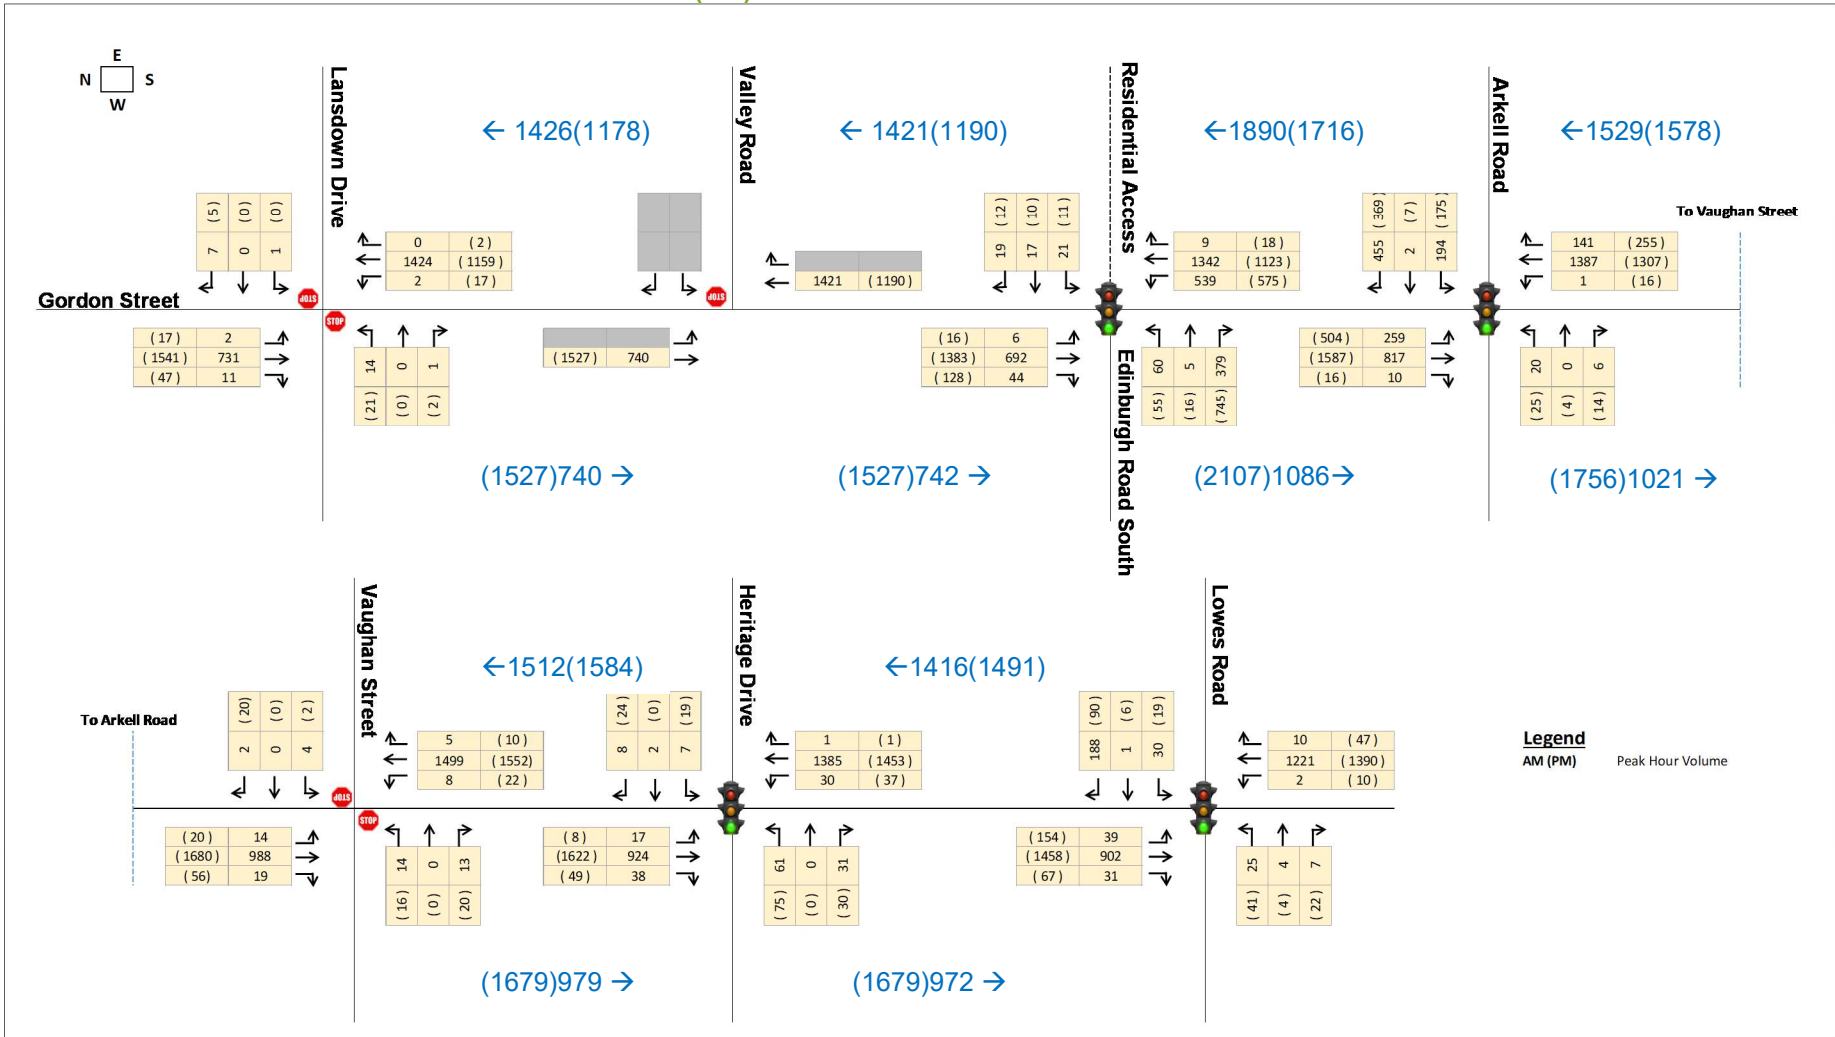 E
N S
W
Lansdown Drive
Valley Road
Residential Access
Arkell Road
← 1426(1178)
← 1421(1190)
←1890(1716)
←1529(1578)
To Vaughan Street
(5) (0) (0)
7 0 1
0 (2)
1424 (1159)
2 (17)
1421 (1190)
(12) (10) (11)
19 17 21
9 (18)
1342 (1123)
539 (575)
(369) (7) (175)
455 2 194
141 (255)
1387 (1307)
1 (16)
Gordon Street
STOP
STOP
STOP
(17) 2
(1541) 731
(47) 11
14 0 1
(21) (0) (2)
(1527) 740
(16) 6
(1383) 692
(128) 44
Edinburgh Road South
60 5 379
(55) (16) (745)
(504) 259
(1587) 817
(16) 10
20 0 6
(25) (4) (14)
(1527)740 →
(1527)742 →
(2107)1086→
(1756)1021 →
Vaughan Street
Heritage Drive
Lowes Road
←1512(1584)
←1416(1491)
To Arkell Road
(20) (0) (2)
2 0 4
5 (10)
1499 (1552)
8 (22)
(24) (0) (19)
8 2 7
1 (1)
1385 (1453)
30 (37)
(90) (6) (19)
188 1 30
10 (47)
1221 (1390)
2 (10)
Legend
AM (PM) Peak Hour Volume
STOP
STOP
(20) 14
(1680) 988
(56) 19
14 0 13
(16) (0) (20)
(8) 17
(1622) 924
(49) 38
61 0 31
(75) (0) (30)
(154) 39
(1458) 902
(67) 31
25 4 7
(41) (4) (22)
(1679)979 →
(1679)972 →